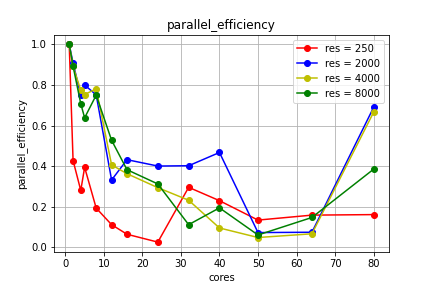 parallel_efficiency
res = 250
res = 2000
res = 4000
res = 8000
parallel_efficiency
1.0
0.8
0.6
0.4
0.2
0.0
0 10 20 30 40 50 60 70 80
cores